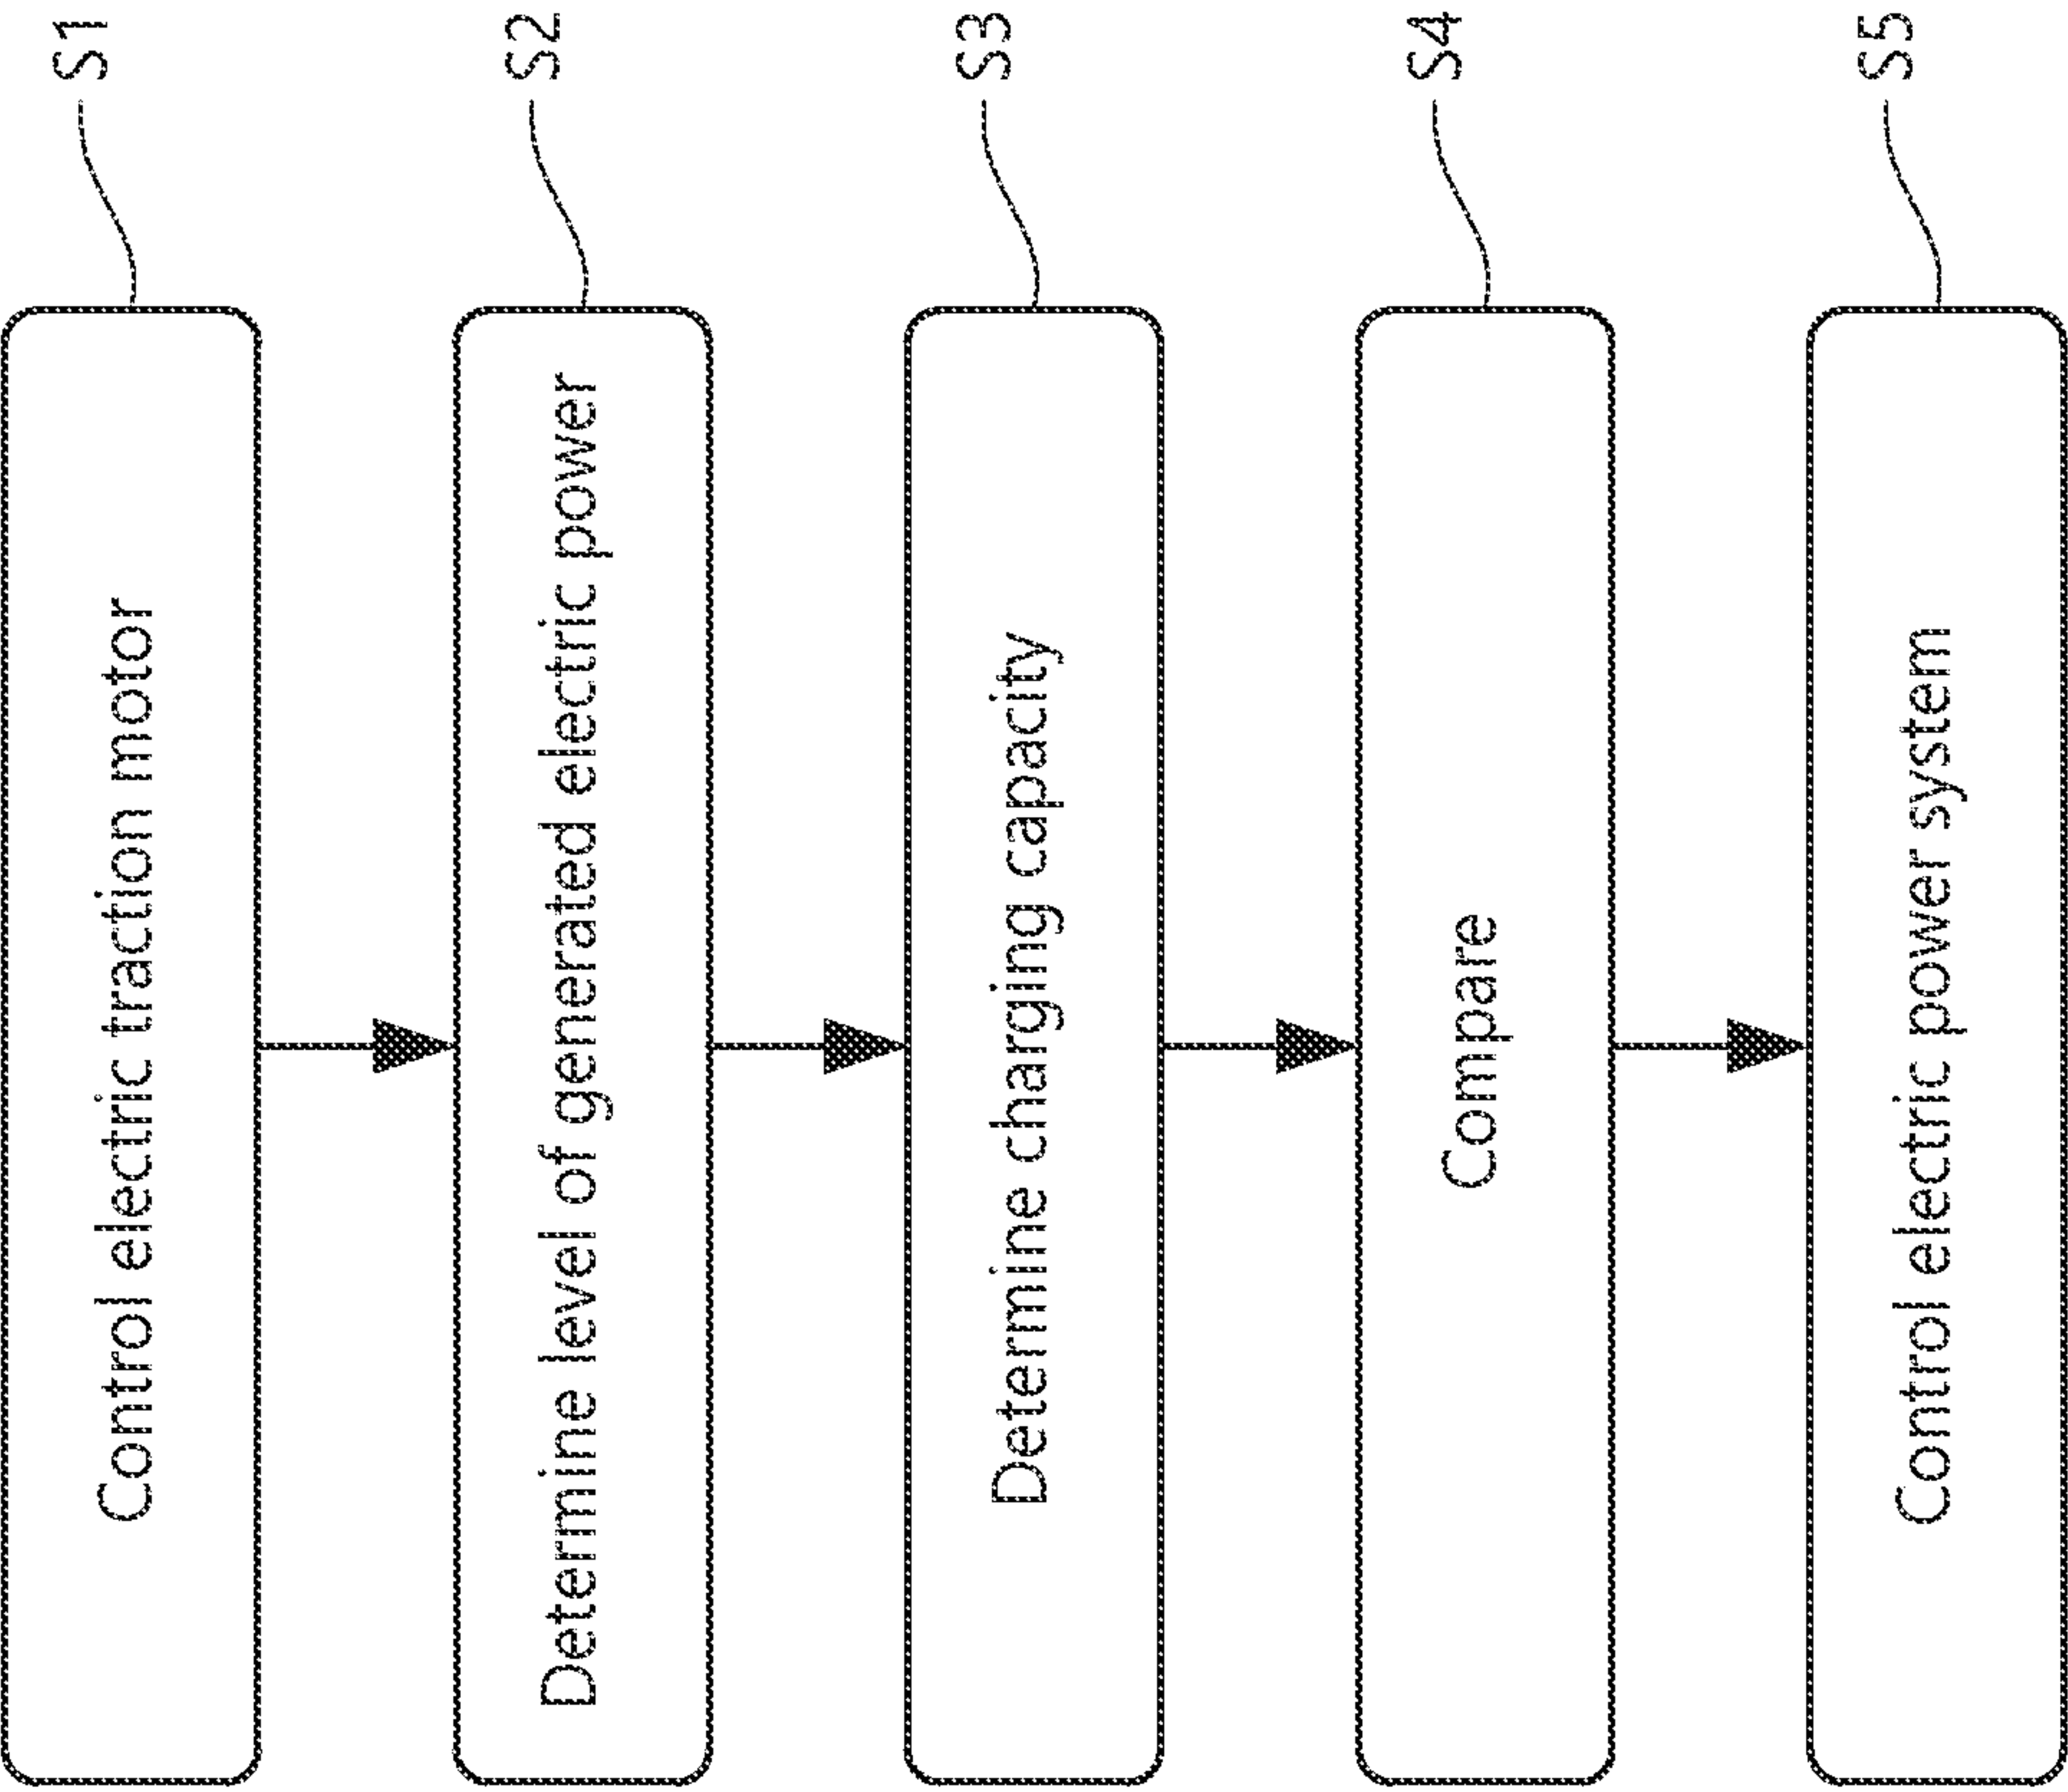 Control electric traction motor
S1
Determine level of generated electric power
S2
Determine charging capacity
S3
Compare
S4
Control electric power system
S5